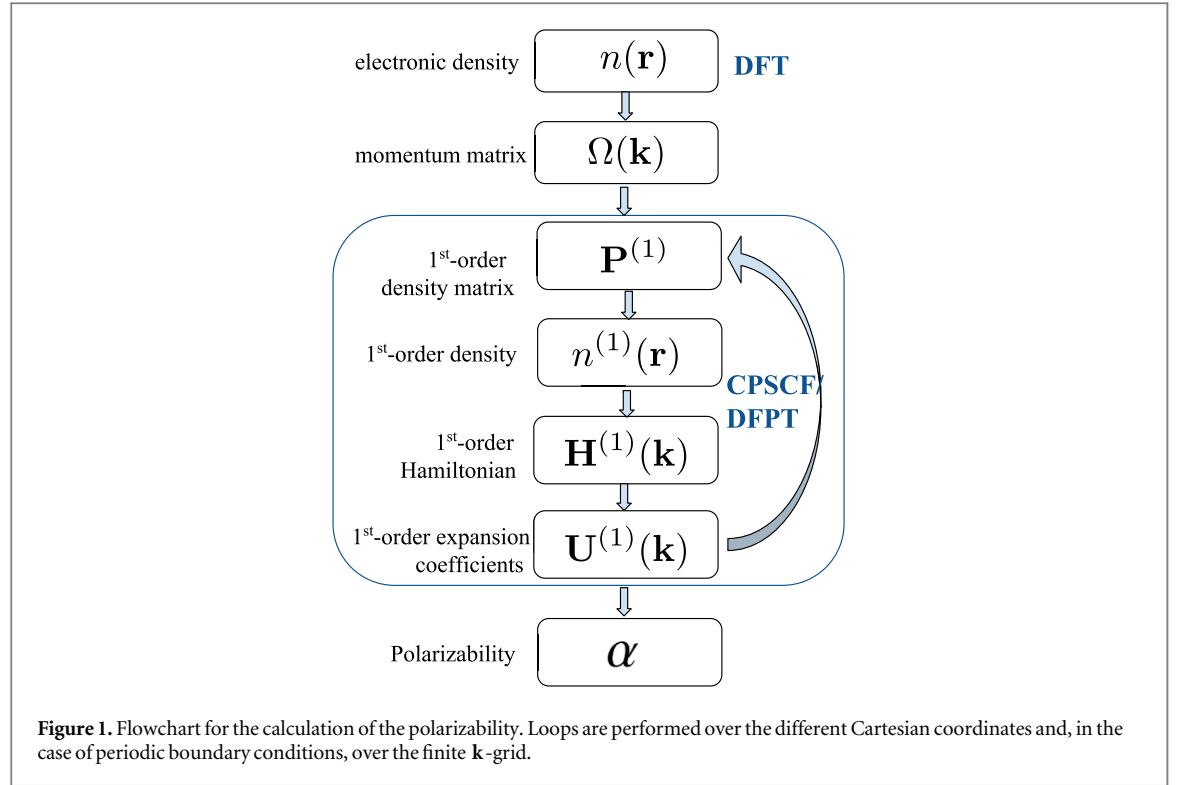 electronic density n(r) DFT
momentum matrix Ω(k)
1st-order
density matrix
P(1)
1st-order density n(1)(r)
CPSCF/
DFPT
1st-order
Hamiltonian
H(1)(k)
1st-order expansion
coefficients
U(1)(k)
Polarizability α
Figure 1. Flowchart for the calculation of the polarizability. Loops are performed over the different Cartesian coordinates and, in the
case of periodic boundary conditions, over the finite k-grid.